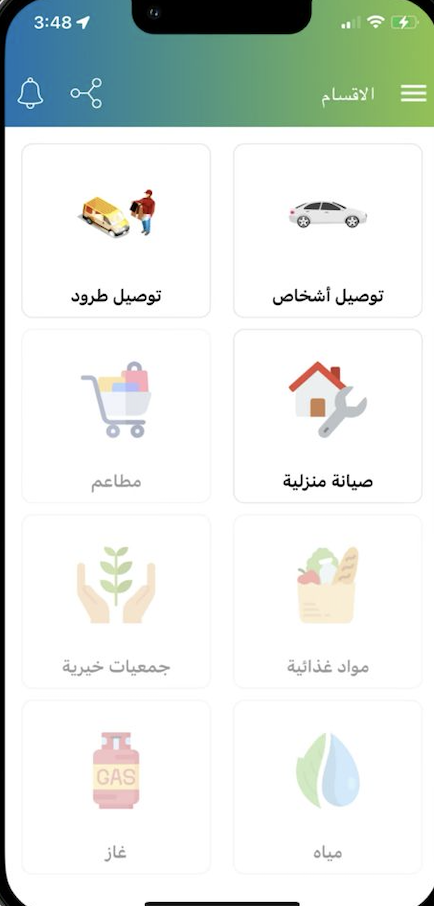 3:48
الاقسام
توصيل أشخاص
توصيل طرود
صيانة منزلية
مطاعم
مواد غذائية
جمعيات خيرية
مياه
GAS
غاز